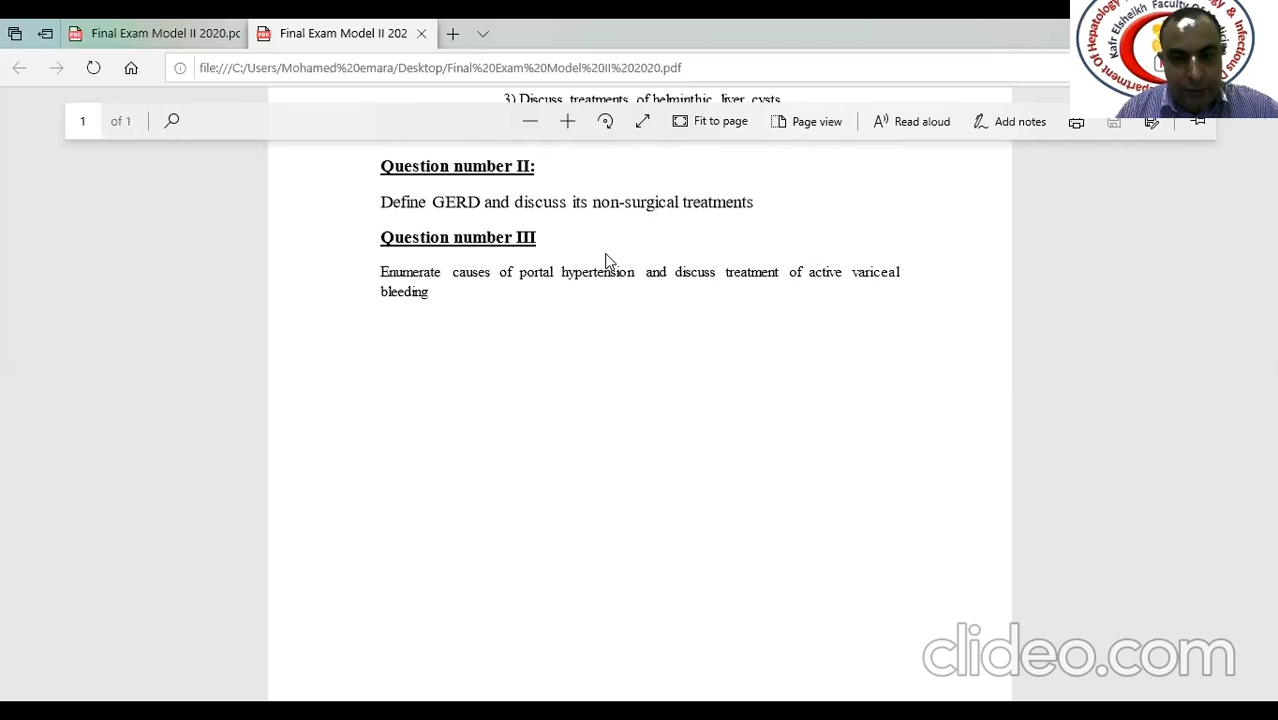 Final Exam Model II 2020.pc
Final Exam Model II 202
file:///C:/Users/Mohamed%20emara/Desktop/Final%20Exam%20Model%20II%202020.pdf
3) Discuss treatments of helminthic liver cysts
1 of 1
Fit to page
Page view
Read aloud
Add notes
Question number II:
Define GERD and discuss its non-surgical treatments
Question number III
Enumerate causes of portal hypertension and discuss treatment of active variceal
bleeding
clideo.com